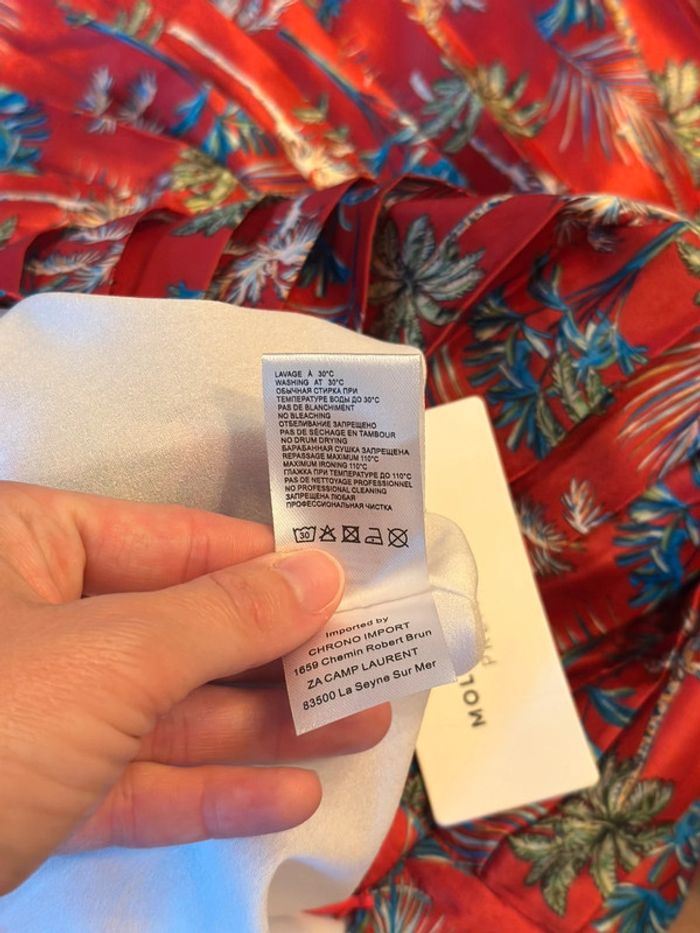 LAVAGE À 30°C
WASHING AT 30°C
ОБЫЧНАЯ СТИРКА ПРИ
ТЕМПЕРАТУРЕ ВОДЫ ДО 30°C
PAS DE BLANCHIMENT
NO BLEACHING
ОТБЕЛИВАНИЕ ЗАПРЕЩЕНО
PAS DE SÉCHAGE EN TAMBOUR
NO DRUM DRYING
БАРАБАННАЯ СУШКА ЗАПРЕЩЕНА
REPASSAGE MAXIMUM 110°C
MAXIMUM IRONING 110°C
ГЛАЖКА ПРИ ТЕМПЕРАТУРЕ ДО 110°C
PAS DE NETTOYAGE PROFESSIONNEL
NO PROFESSIONAL CLEANING
ЗАПРЕЩЕНА ЛЮБАЯ
ПРОФЕССИОНАЛЬНАЯ ЧИСТКА
30
Imported by
CHRONO IMPORT
1659 Chemin Robert Brun
ZA CAMP LAURENT
83500 La Seyne Sur Mer